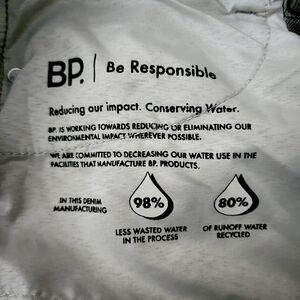 BP. | Be Responsible
Reducing our impact. Conserving Water.
BP. IS WORKING TOWARDS REDUCING OR ELIMINATING OUR
ENVIRONMENTAL IMPACT WHEREVER POSSIBLE.
WE ARE COMMITTED TO DECREASING OUR WATER USE IN THE
FACILITIES THAT MANUFACTURE BP. PRODUCTS.
IN THIS DENIM
MANUFACTURING
98%
LESS WASTED WATER
IN THE PROCESS
80%
OF RUNOFF WATER
RECYCLED